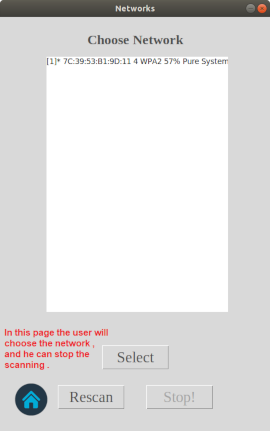 Networks
Choose Network
[1]* 7C:39:53:B1:9D:11 4 WPA2 57% Pure System
In this page the user will
choose the network ,
and he can stop the
scanning .
Select
Rescan
Stop!